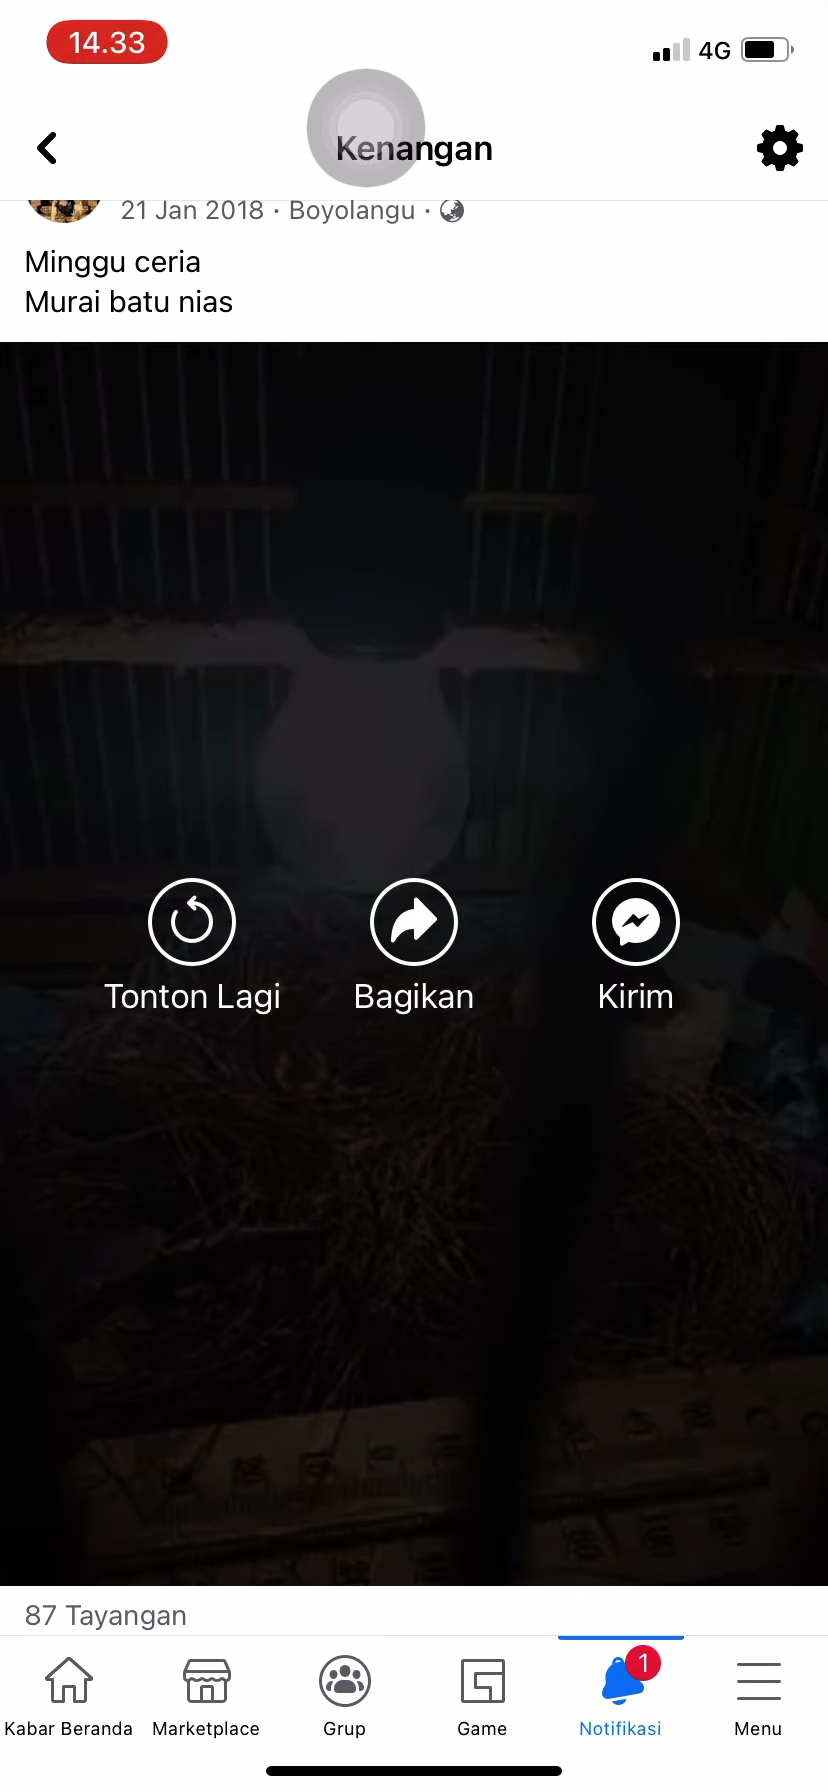 14.33
4G
Kenangan
21 Jan 2018 · Boyolangu ·
Minggu ceria
Murai batu nias
Tonton Lagi
Bagikan
Kirim
87 Tayangan
1
Kabar Beranda
Marketplace
Grup
Game
Notifikasi
Menu